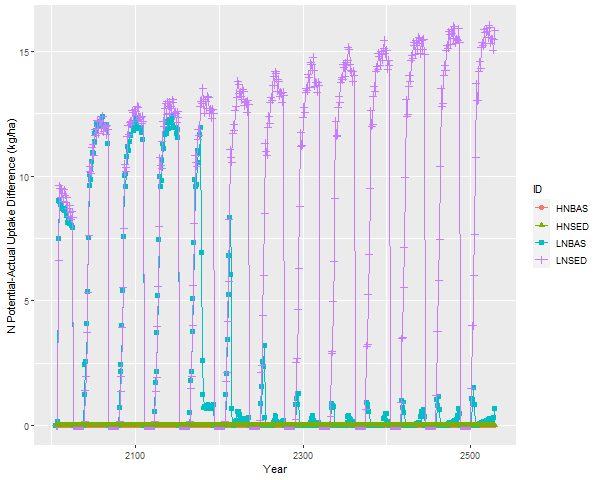 N Potential-Actual Uptake Difference (kg/ha)
15
10
5
0
2100
2300
2500
Year
ID
HNBAS
HNSED
LNBAS
LNSED